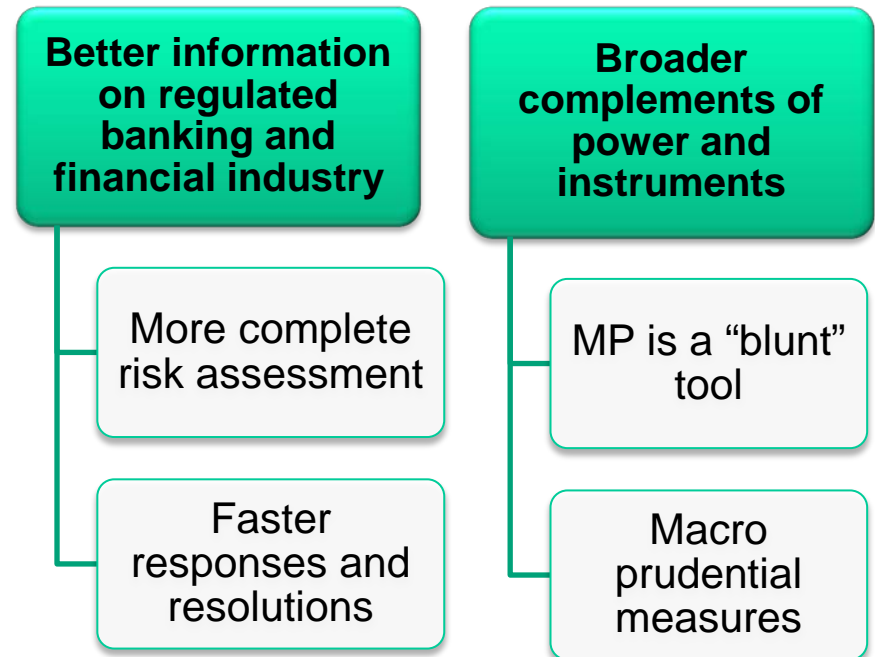 Better information
on regulated
banking and
financial industry
More complete
risk assessment
Faster
responses and
resolutions
Broader
complements of
power and
instruments
MP is a “blunt”
tool
Macro
prudential
measures